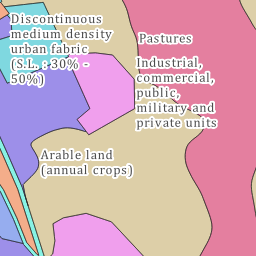 Discontinuous
medium density
urban fabric
(S.L. : 30% -
50%)
Pastures
Industrial,
commercial,
public,
military and
private units
Arable land
(annual crops)